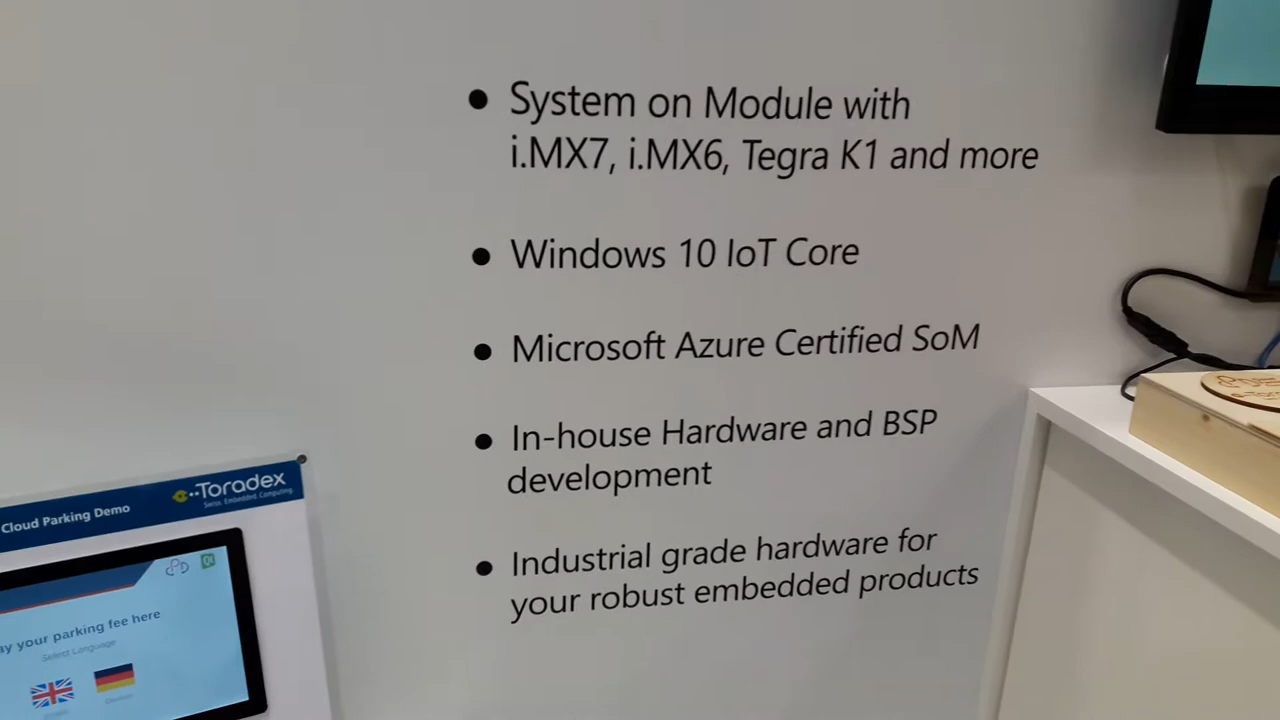 • System on Module with
i.MX7, i.MX6, Tegra K1 and more
• Windows 10 IoT Core
• Microsoft Azure Certified SoM
• In-house Hardware and BSP
development
• Industrial grade hardware for
your robust embedded products
Toradex
Swiss. Embedded. Computing.
Cloud Parking Demo
your parking fee here
Select Language